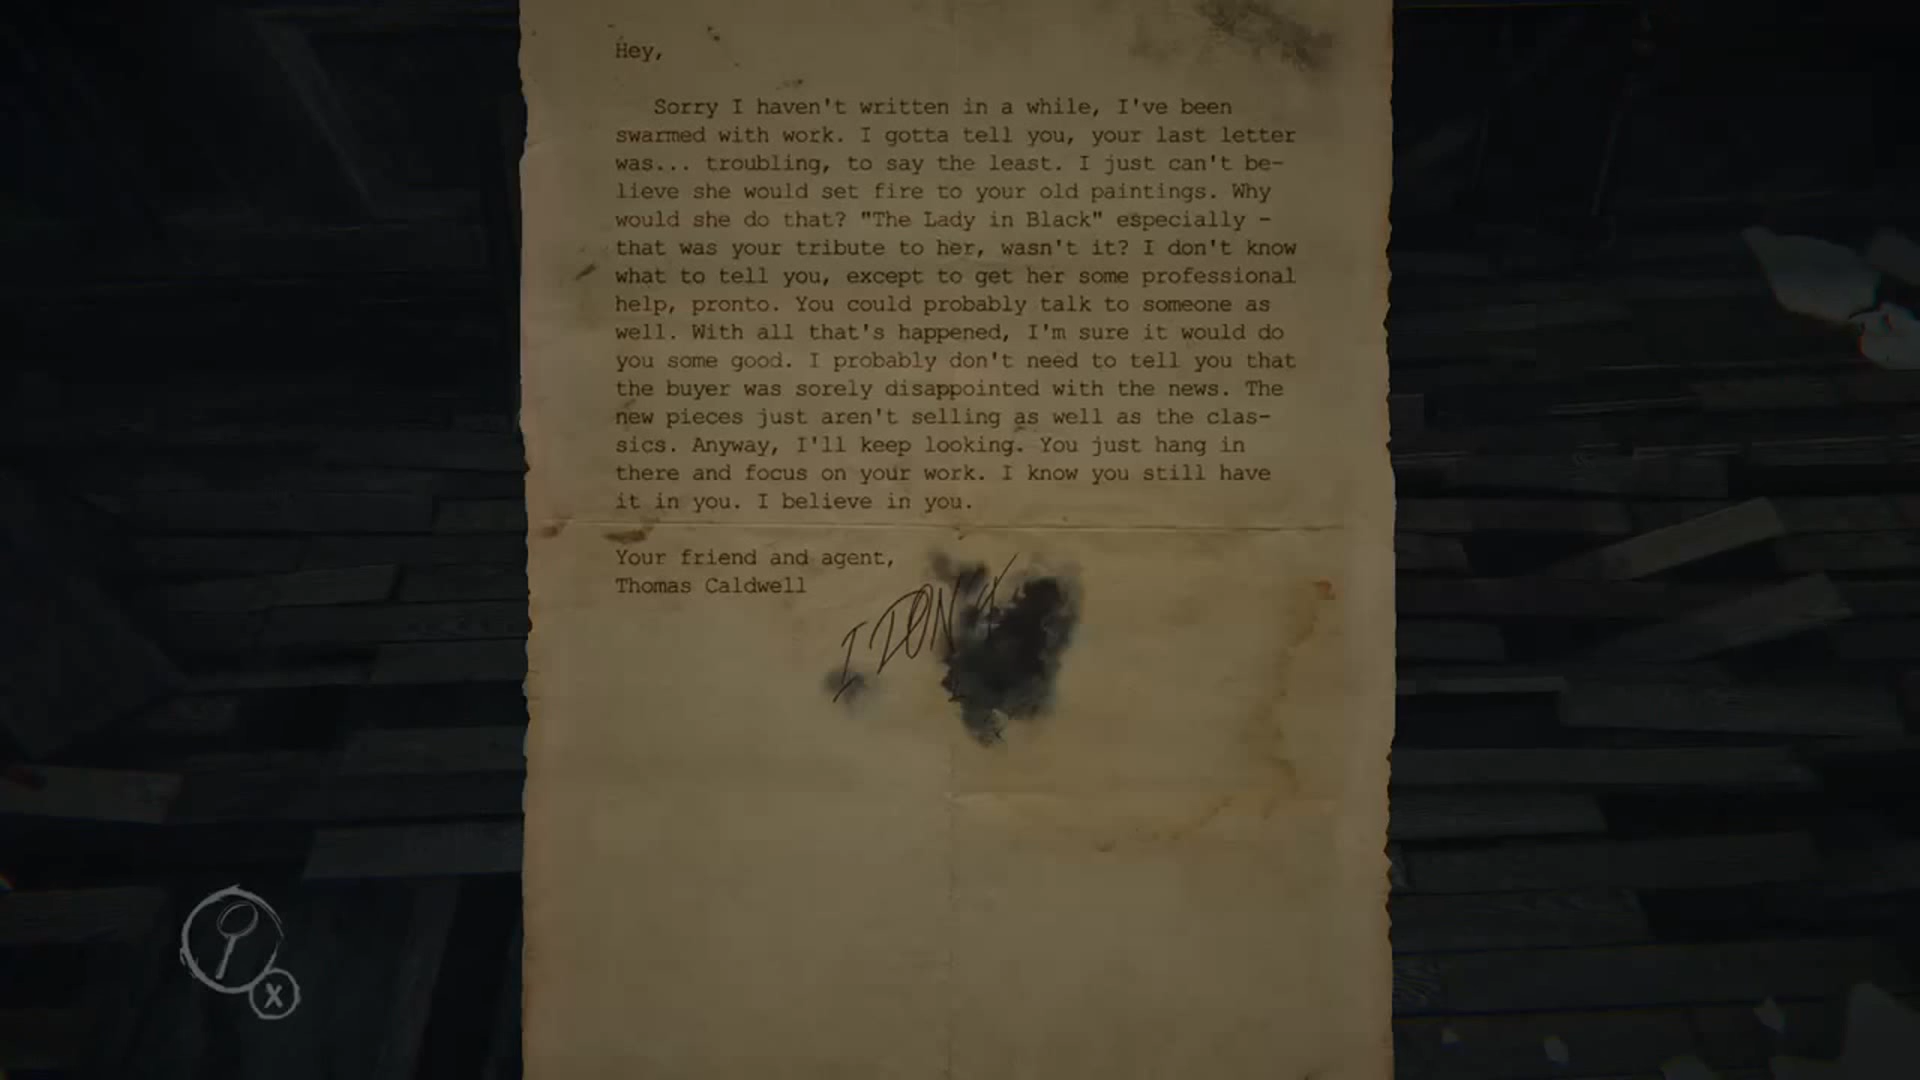 Hey,
Sorry I haven't written in a while, I've been
swarmed with work. I gotta tell you, your last letter
was... troubling, to say the least. I just can't be-
lieve she would set fire to your old paintings. Why
would she do that? "The Lady in Black" especially -
that was your tribute to her, wasn't it? I don't know
what to tell you, except to get her some professional
help, pronto. You could probably talk to someone as
well. With all that's happened, I'm sure it would do
you some good. I probably don't need to tell you that
the buyer was sorely disappointed with the news. The
new pieces just aren't selling as well as the clas-
sics. Anyway, I'll keep looking. You just hang in
there and focus on your work. I know you still have
it in you. I believe in you.
Your friend and agent,
Thomas Caldwell
I DON'T
X